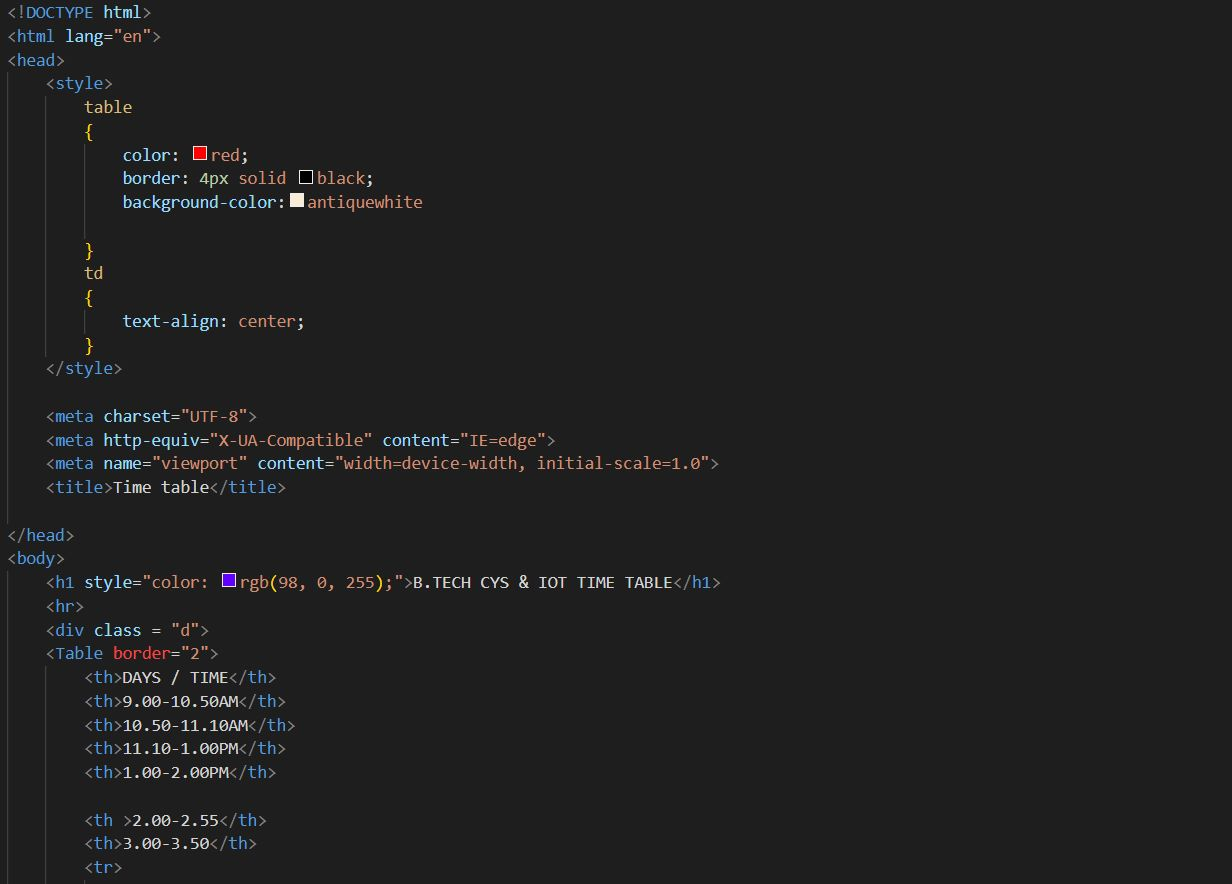 <!DOCTYPE html>
<html lang="en">
<head>
    <style>
        table
        {
            color: red;
            border: 4px solid black;
            background-color: antiquewhite

        }
        td
        {
            text-align: center;
        }
    </style>

    <meta charset="UTF-8">
    <meta http-equiv="X-UA-Compatible" content="IE=edge">
    <meta name="viewport" content="width=device-width, initial-scale=1.0">
    <title>Time table</title>

</head>
<body>
    <h1 style="color: rgb(98, 0, 255);">B.TECH CYS & IOT TIME TABLE</h1>
    <hr>
    <div class = "d">
    <Table border="2">
        <th>DAYS / TIME</th>
        <th>9.00-10.50AM</th>
        <th>10.50-11.10AM</th>
        <th>11.10-1.00PM</th>
        <th>1.00-2.00PM</th>

        <th >2.00-2.55</th>
        <th>3.00-3.50</th>
        <tr>